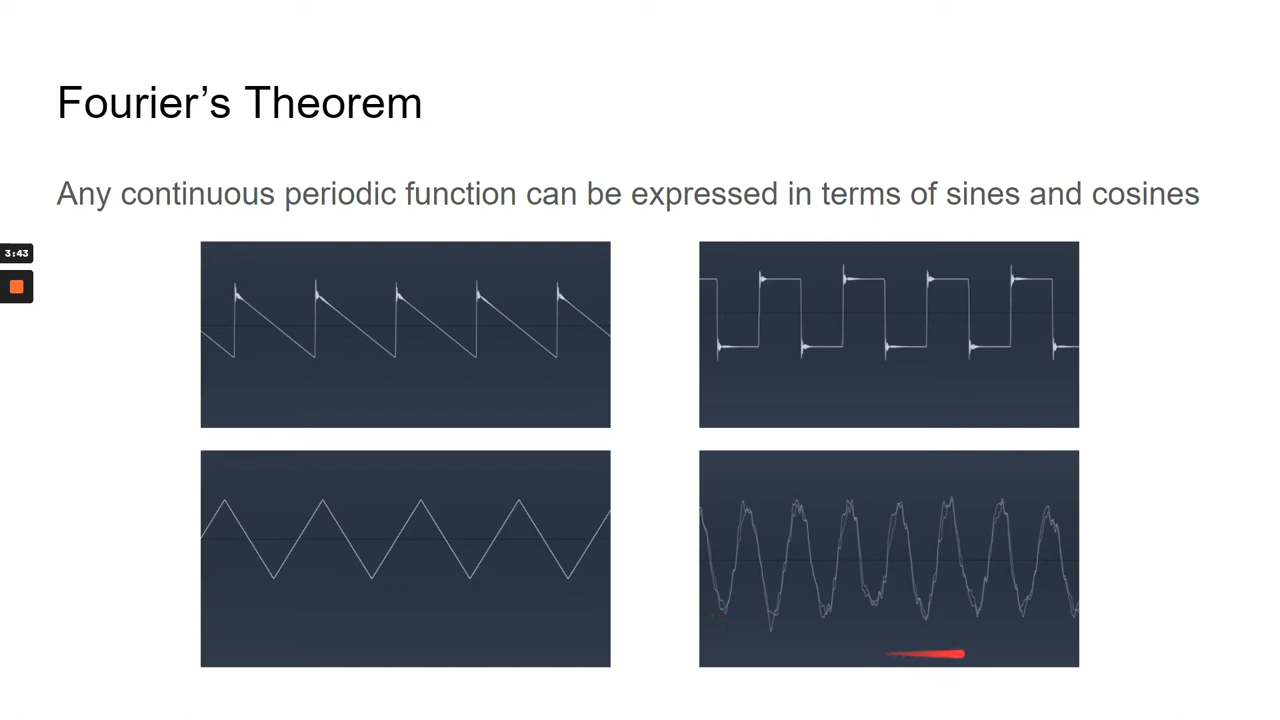 Fourier’s Theorem
Any continuous periodic function can be expressed in terms of sines and cosines
3:43